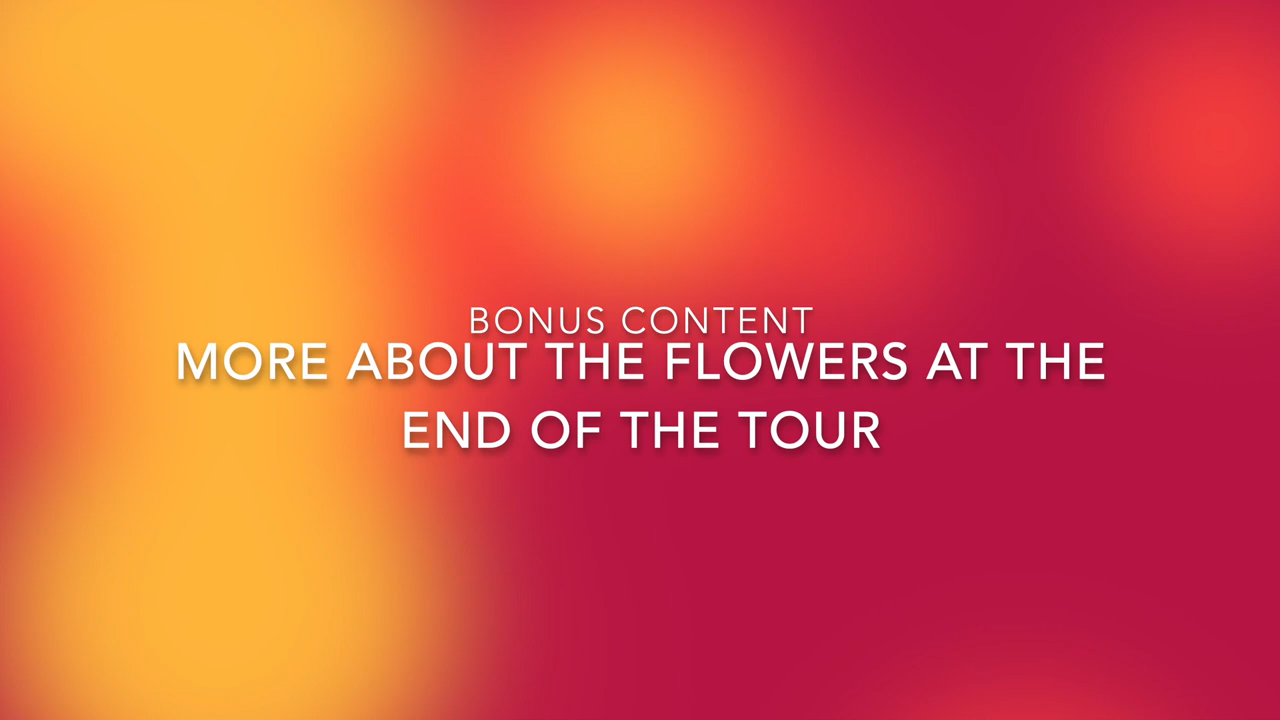 BONUS CONTENT
MORE ABOUT THE FLOWERS AT THE
END OF THE TOUR